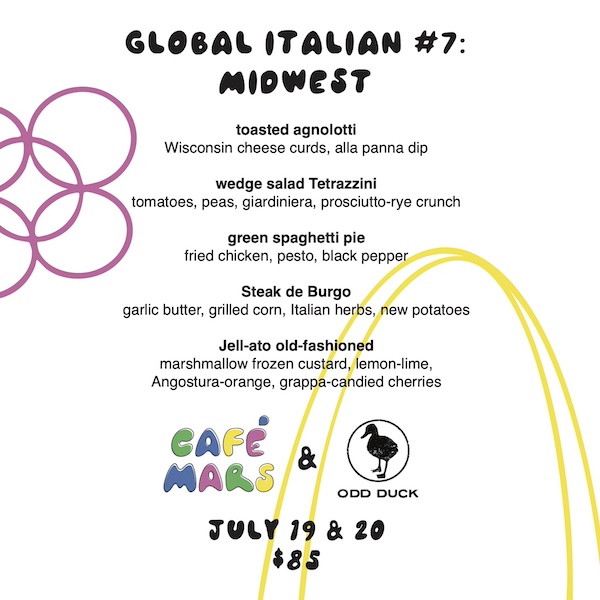 GLOBAL ITALIAN #7:
MIDWEST
toasted agnolotti
Wisconsin cheese curds, alla panna dip
wedge salad Tetrazzini
tomatoes, peas, giardiniera, prosciutto-rye crunch
green spaghetti pie
fried chicken, pesto, black pepper
Steak de Burgo
garlic butter, grilled corn, Italian herbs, new potatoes
Jell-ato old-fashioned
marshmallow frozen custard, lemon-lime,
Angostura-orange, grappa-candied cherries
CAFÉ
MARS
&
ODD DUCK
JULY 19 & 20
$85